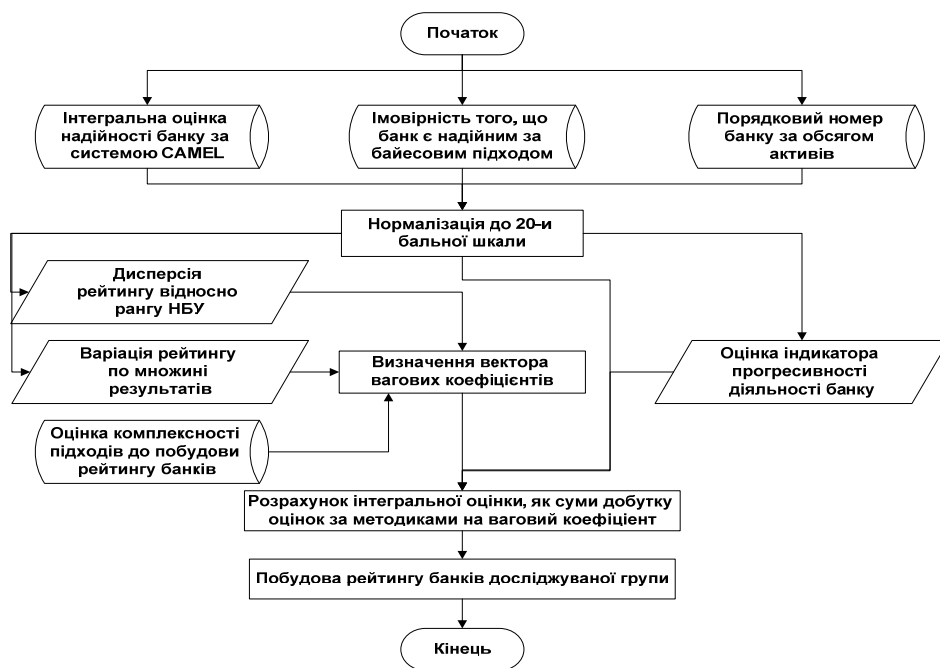 Початок
Інтегральна оцінка
надійності банку за
системою CAMEL
Імовірність того, що
банк є надійним за
байесовим підходом
Порядковий номер
банку за обсягом
активів
Нормалізація до 20-и
бальної шкали
Дисперсія
рейтингу відносно
рангу НБУ
Варіація рейтингу
по множині
результатів
Визначення вектора
вагових коефіцієнтів
Оцінка індикатора
прогресивності
діяльності банку
Оцінка комплексності
підходів до побудови
рейтингу банків
Розрахунок інтегральної оцінки, як суми добутку
оцінок за методиками на ваговий коефіцієнт
Побудова рейтингу банків досліджуваної групи
Кінець